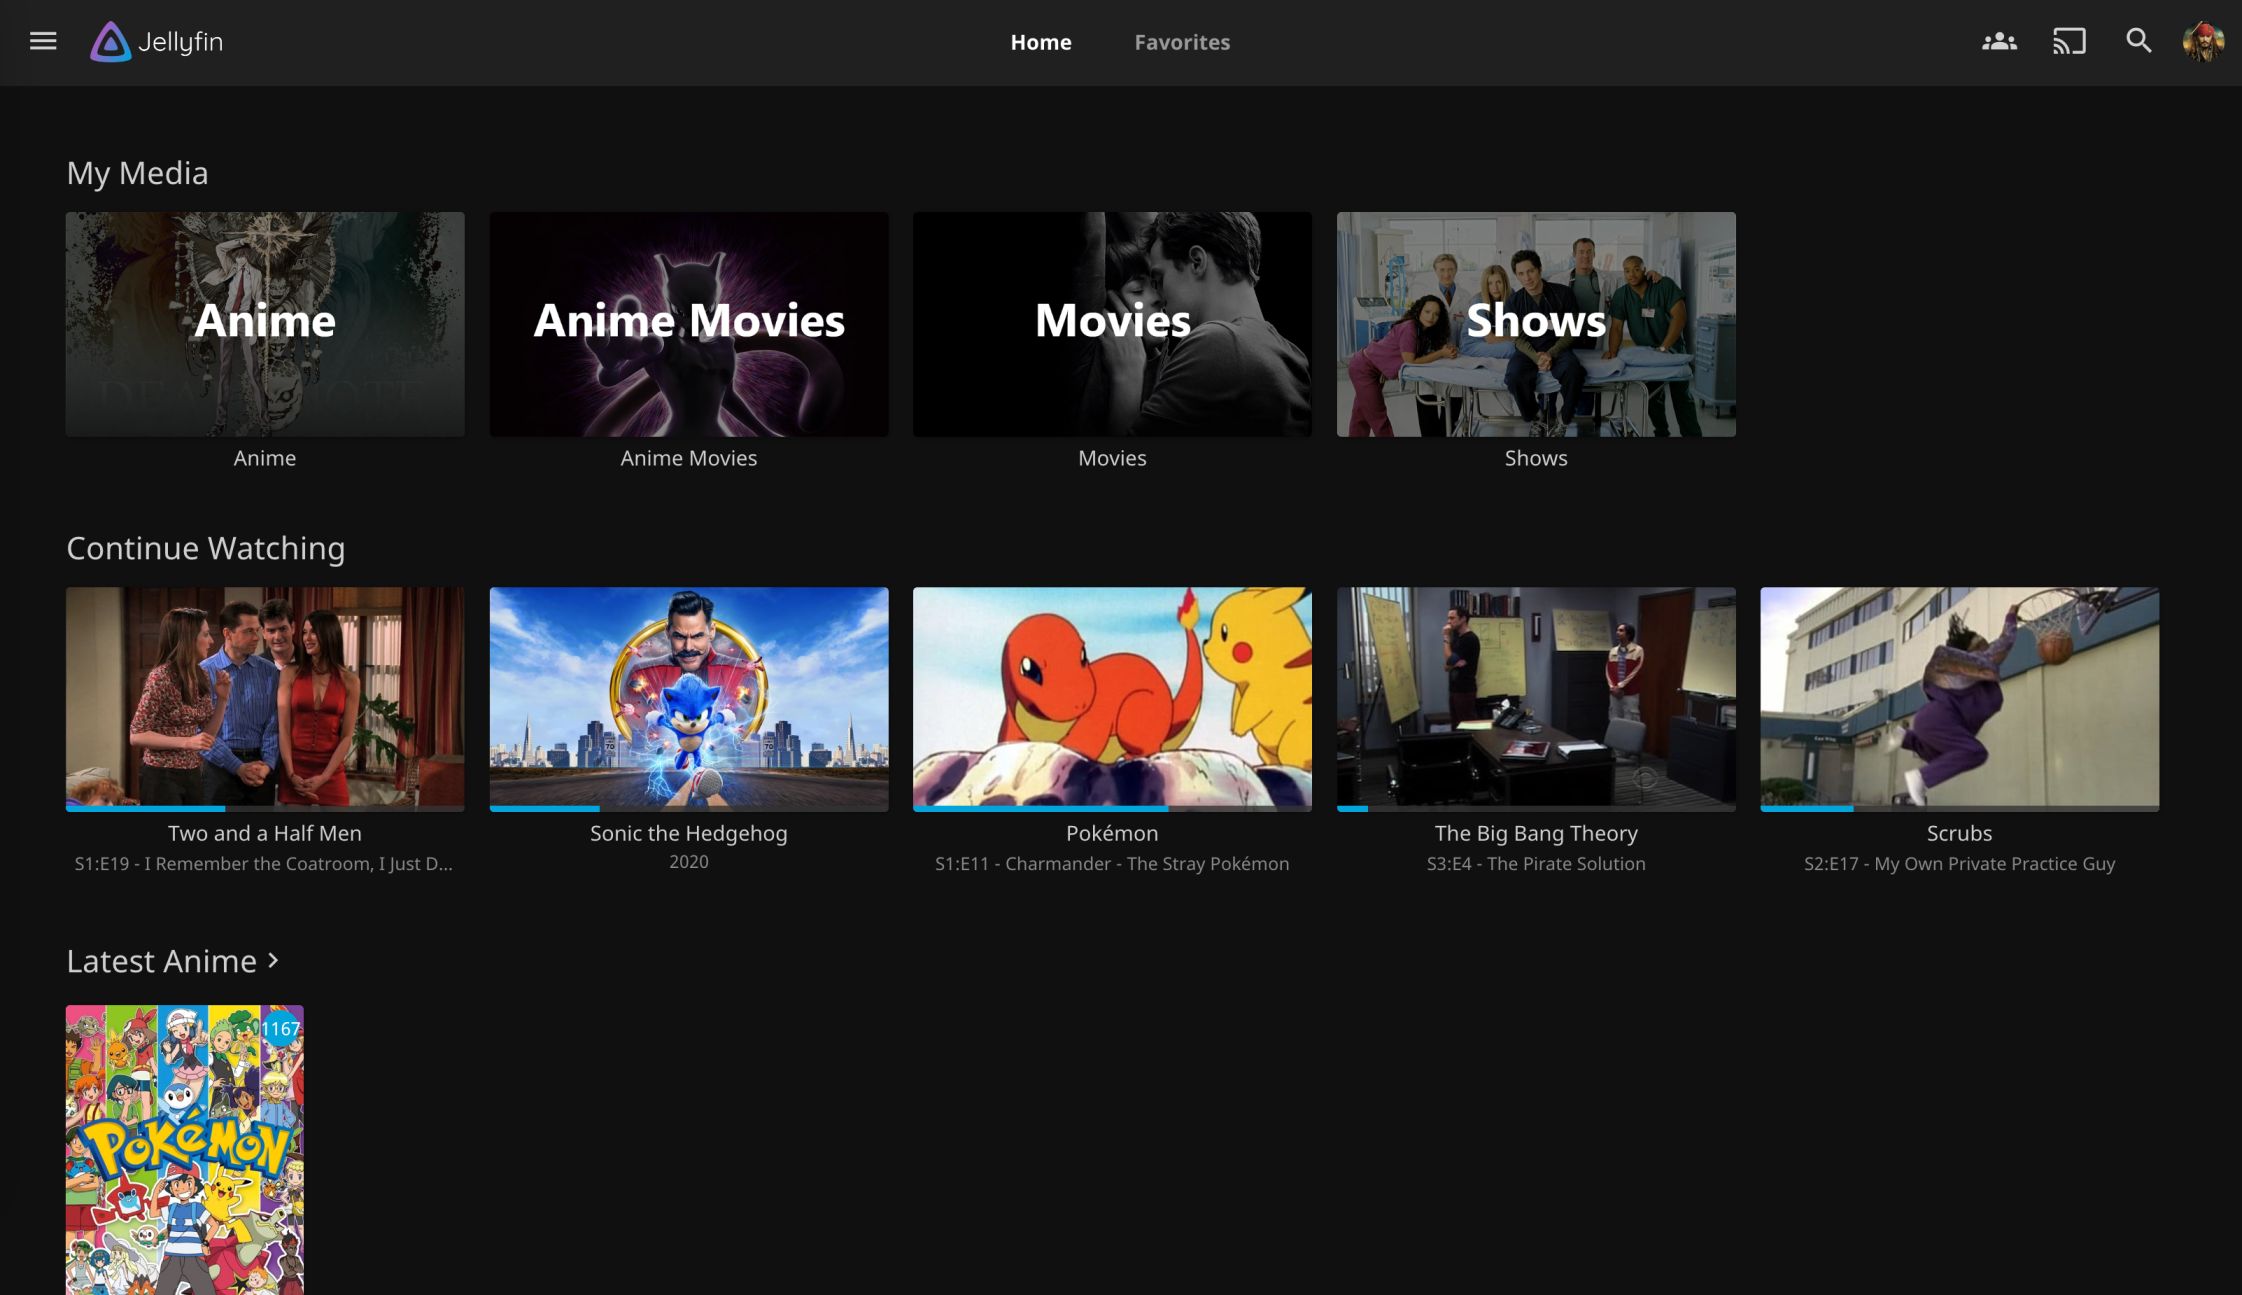 Jellyfin
Home
Favorites
My Media
DEATH NOTE
Anime
Anime Movies
Movies
Shows
Anime
Anime Movies
Movies
Shows
Continue Watching
Two and a Half Men
Sonic the Hedgehog
Pokémon
The Big Bang Theory
Scrubs
S1:E19 - I Remember the Coatroom, I Just D...
2020
S1:E11 - Charmander - The Stray Pokémon
S3:E4 - The Pirate Solution
S2:E17 - My Own Private Practice Guy
Latest Anime
1167
POKéMON